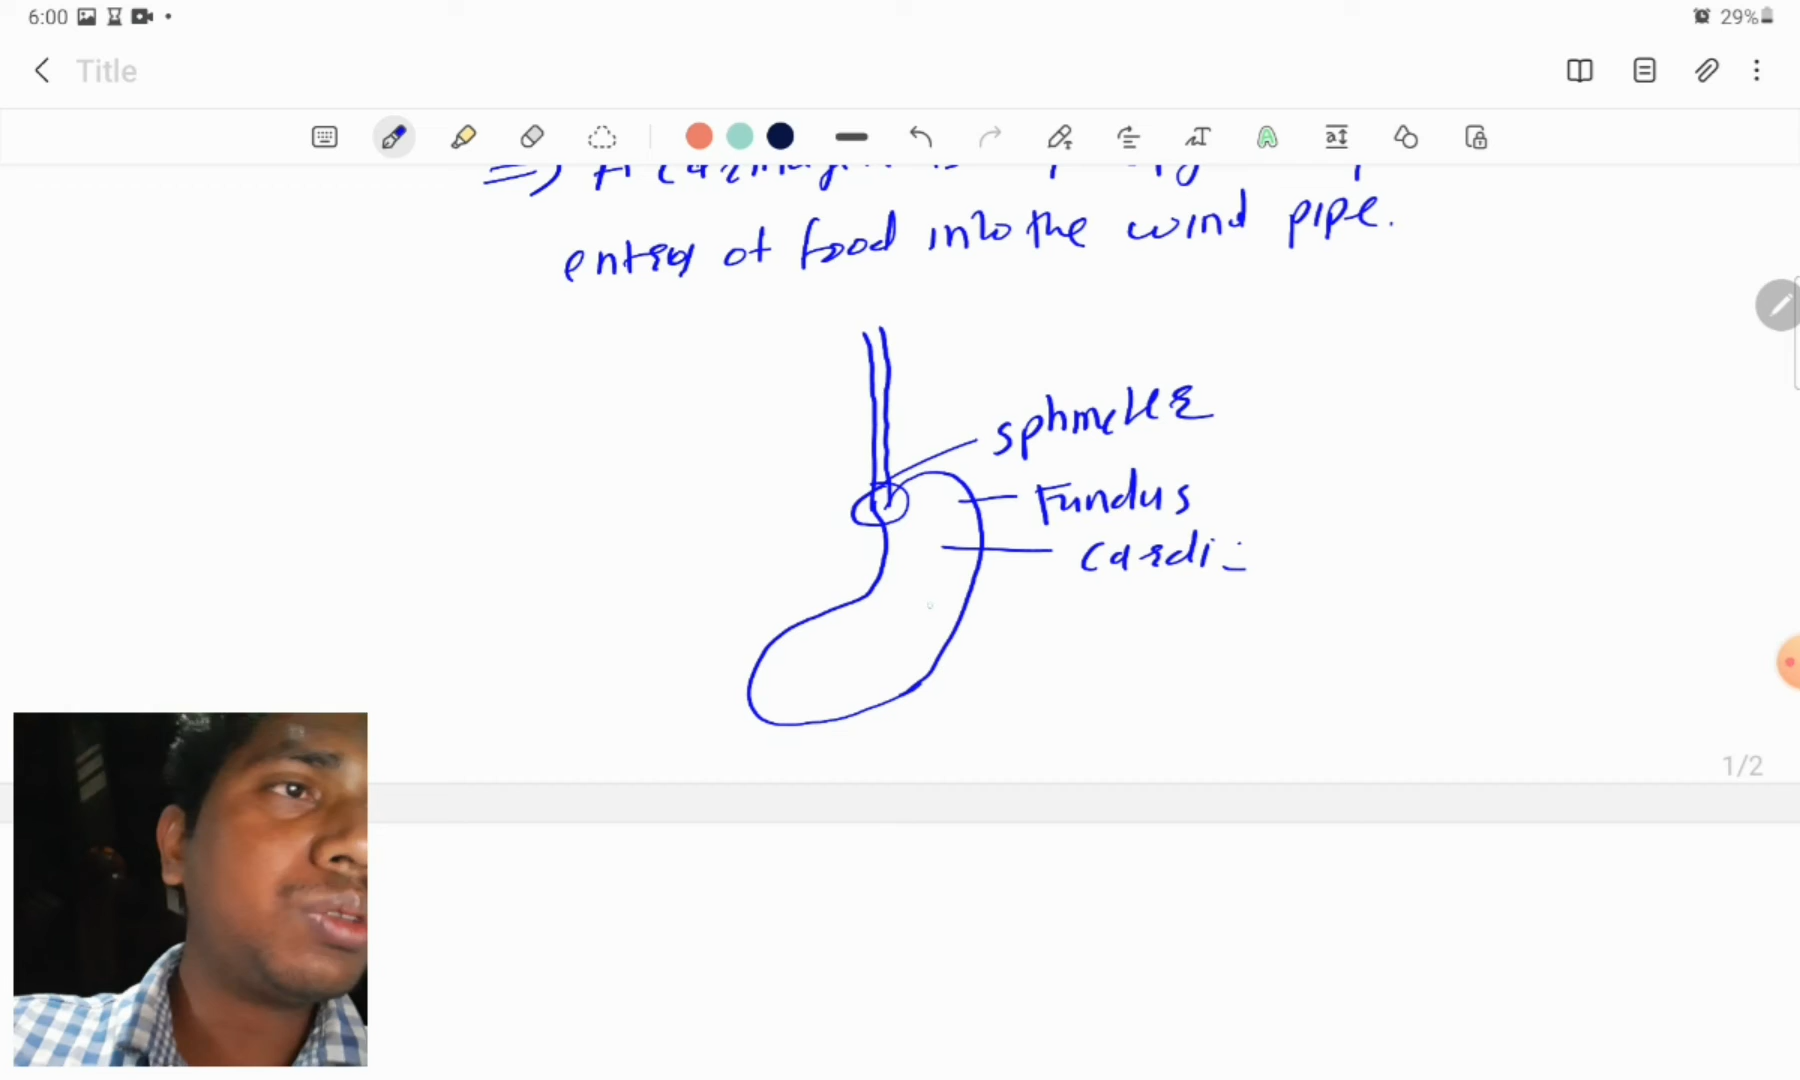 6:00 29%
Title
entry of food into the wind pipe.
sphincter
Fundus
cardi
1/2